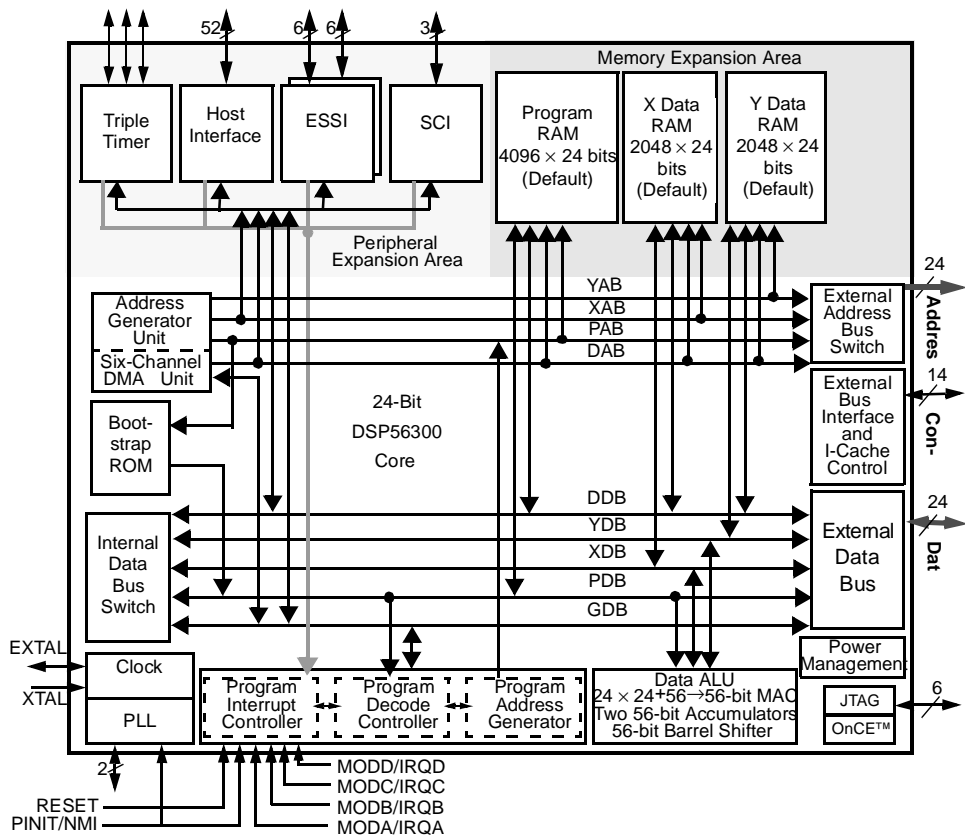 52
6
6
3
Memory Expansion Area
Triple
Timer
Host
Interface
ESSI
SCI
Program
RAM
4096 × 24 bits
(Default)
X Data
RAM
2048 × 24
bits
(Default)
Y Data
RAM
2048 × 24
bits
(Default)
Peripheral
Expansion Area
YAB
XAB
PAB
DAB
Address
Generator
Unit
Six-Channel
DMA Unit
External
Address
Bus
Switch
24
Addres
Boot-
strap
ROM
24-Bit
DSP56300
Core
External
Bus
Interface
and
I-Cache
Control
14
Con-
DDB
YDB
XDB
PDB
GDB
Internal
Data
Bus
Switch
External
Data
Bus
24
Dat
EXTAL
XTAL
Clock
PLL
Program
Interrupt
Controller
Program
Decode
Controller
Program
Address
Generator
Data ALU
24 × 24+56→56-bit MAC
Two 56-bit Accumulators
56-bit Barrel Shifter
Power
Management
JTAG
OnCE™
6
2
RESET
PINIT/NMI
MODD/IRQD
MODC/IRQC
MODB/IRQB
MODA/IRQA